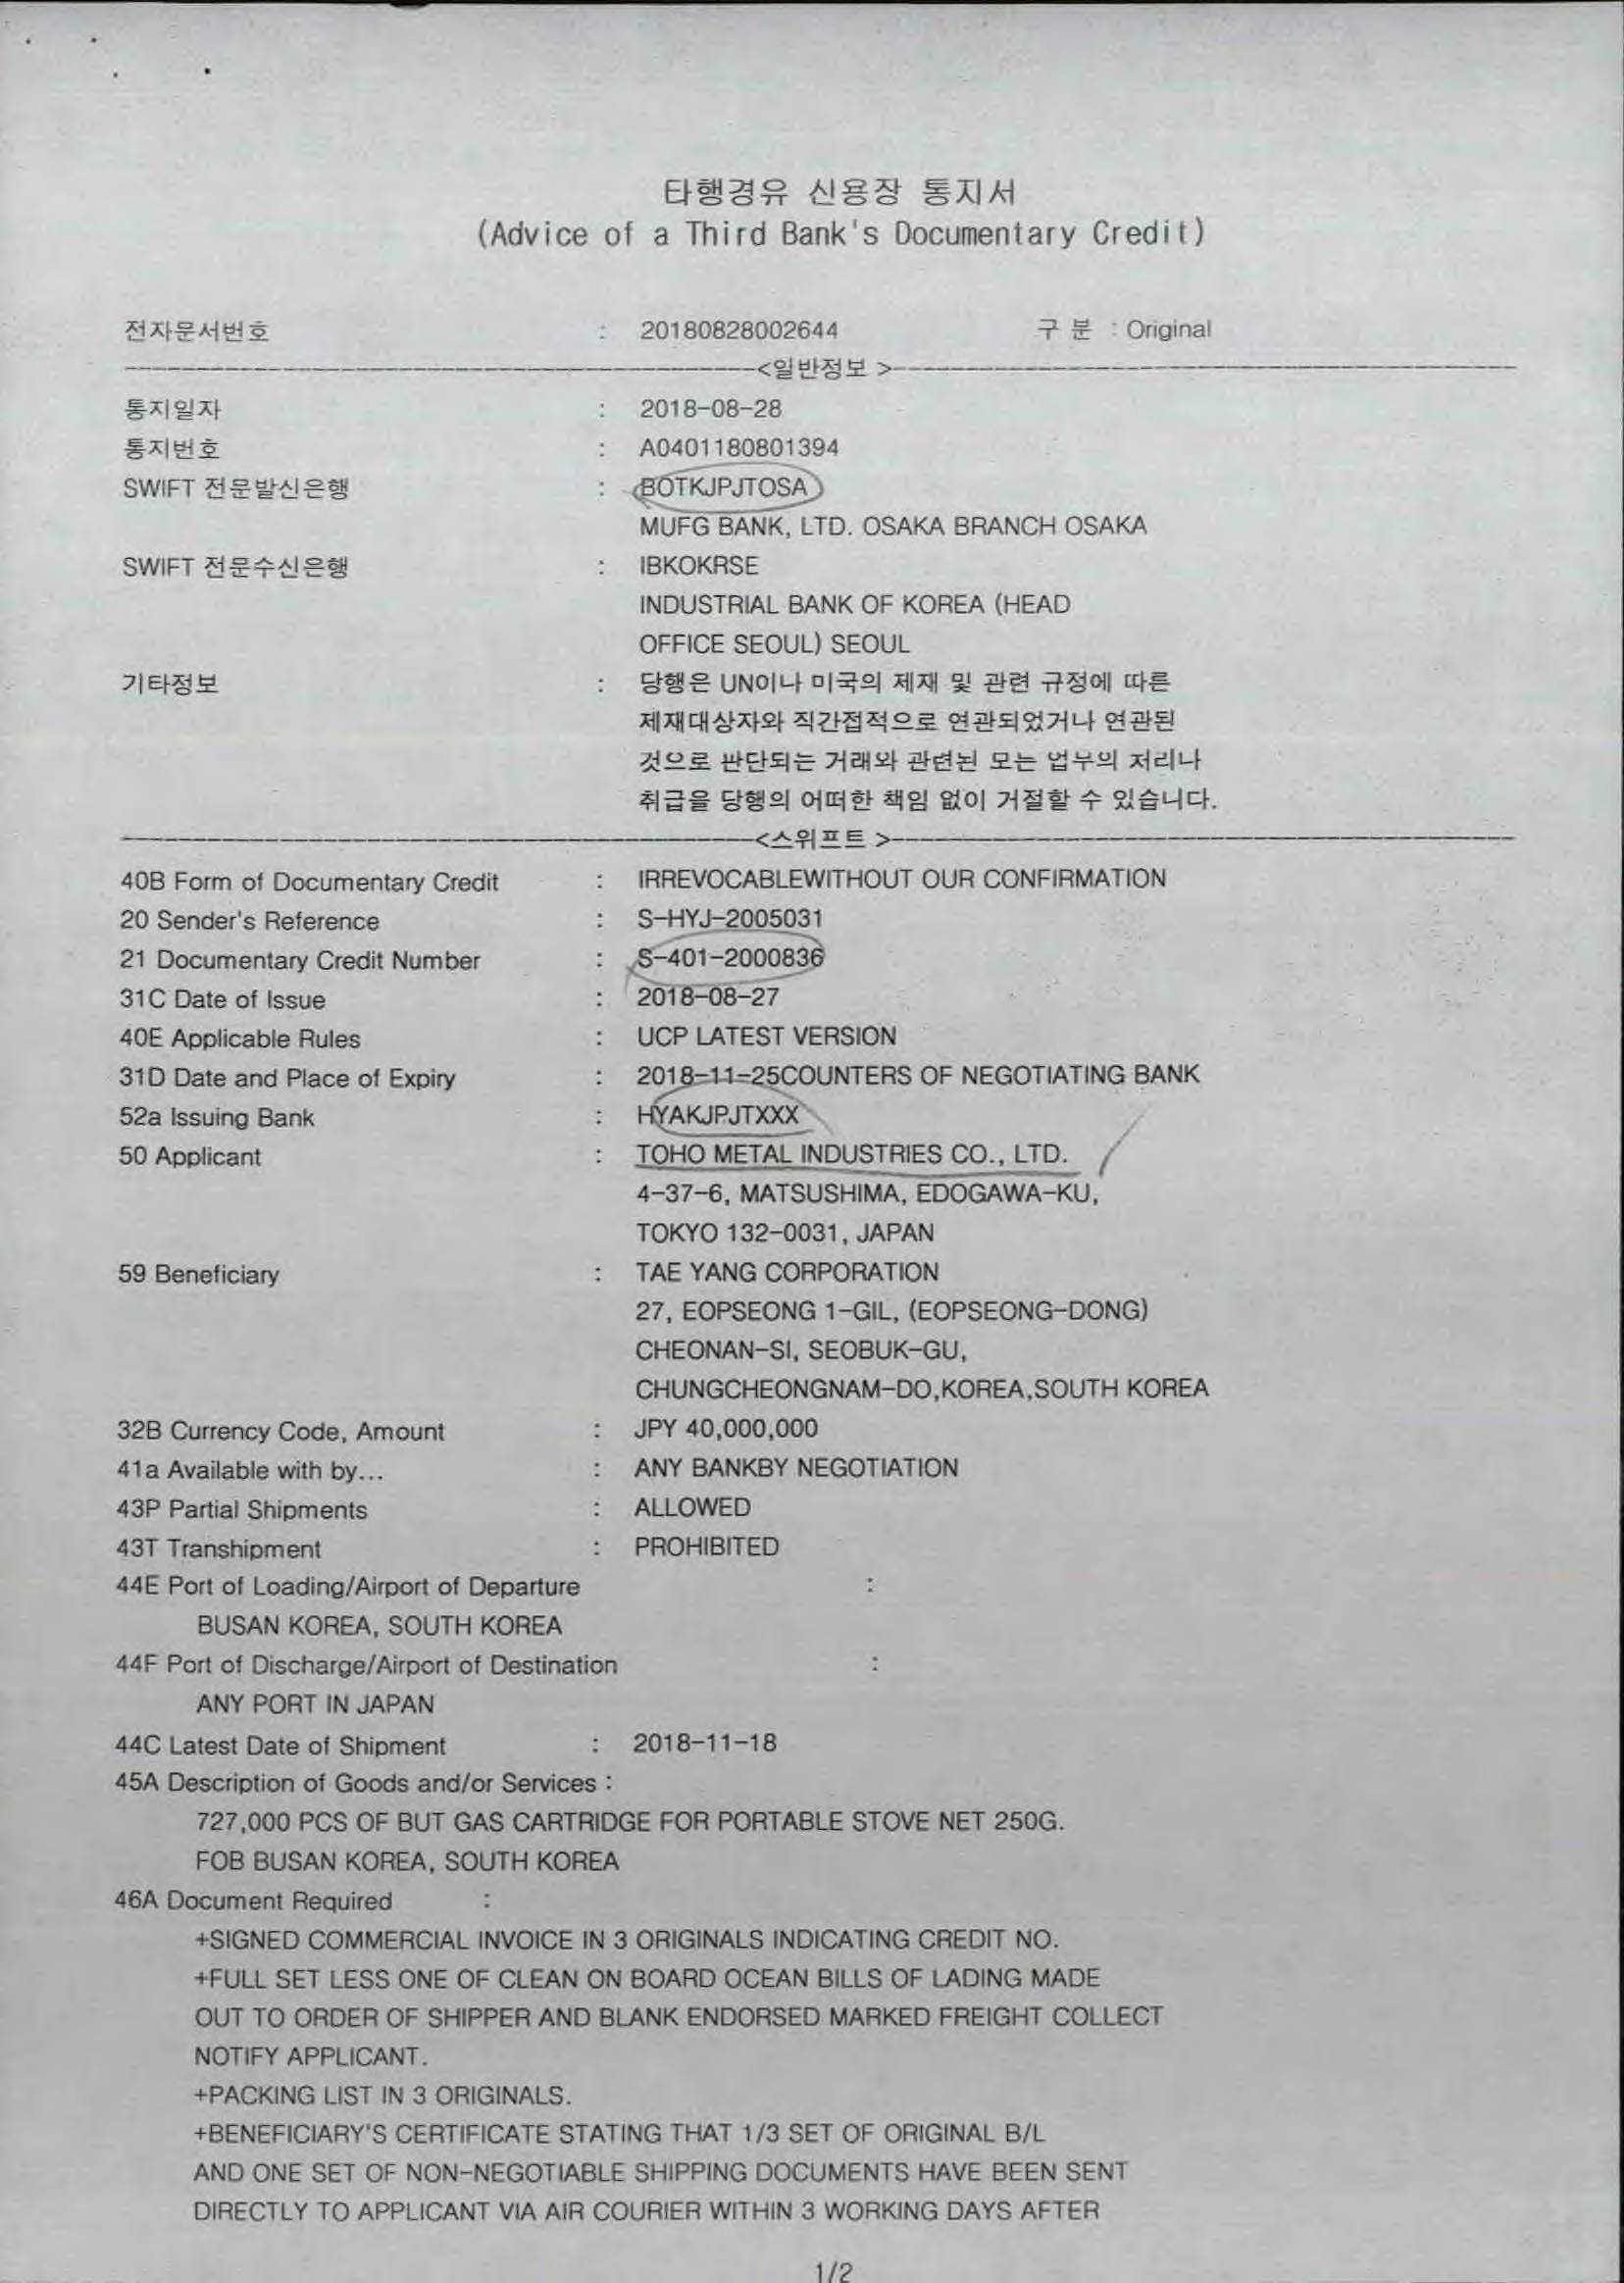 타행경유 신용장 통지서
(Advice of a Third Bank's Documentary Credit)
전자문서번호 : 20180828002644 구 분 : Original
<일반정보>
통지일자 : 2018-08-28
통지번호 : A0401180801394
SWIFT 전문발신은행 : BOTKJPJTOSA
MUFG BANK, LTD. OSAKA BRANCH OSAKA
SWIFT 전문수신은행 : IBKOKRSE
INDUSTRIAL BANK OF KOREA (HEAD
OFFICE SEOUL) SEOUL
기타정보 : 당행은 UN이나 미국의 제재 및 관련 규정에 따른
제재대상자와 직간접적으로 연관되었거나 연관된
것으로 판단되는 거래와 관련된 모든 업무의 처리나
취급을 당행의 어떠한 책임 없이 거절할 수 있습니다.
<스위프트>
40B Form of Documentary Credit : IRREVOCABLEWITHOUT OUR CONFIRMATION
20 Sender's Reference : S-HYJ-2005031
21 Documentary Credit Number : S-401-2000836
31C Date of Issue : 2018-08-27
40E Applicable Rules : UCP LATEST VERSION
31D Date and Place of Expiry : 2018-11-25COUNTERS OF NEGOTIATING BANK
52a Issuing Bank : HYAKJPJTXXX
50 Applicant : TOHO METAL INDUSTRIES CO., LTD.
4-37-6, MATSUSHIMA, EDOGAWA-KU,
TOKYO 132-0031, JAPAN
59 Beneficiary : TAE YANG CORPORATION
27, EOPSEONG 1-GIL, (EOPSEONG-DONG)
CHEONAN-SI, SEOBUK-GU,
CHUNGCHEONGNAM-DO,KOREA,SOUTH KOREA
32B Currency Code, Amount : JPY 40,000,000
41a Available with by... : ANY BANKBY NEGOTIATION
43P Partial Shipments : ALLOWED
43T Transhipment : PROHIBITED
44E Port of Loading/Airport of Departure :
BUSAN KOREA, SOUTH KOREA
44F Port of Discharge/Airport of Destination :
ANY PORT IN JAPAN
44C Latest Date of Shipment : 2018-11-18
45A Description of Goods and/or Services :
727,000 PCS OF BUT GAS CARTRIDGE FOR PORTABLE STOVE NET 250G.
FOB BUSAN KOREA, SOUTH KOREA
46A Document Required :
+SIGNED COMMERCIAL INVOICE IN 3 ORIGINALS INDICATING CREDIT NO.
+FULL SET LESS ONE OF CLEAN ON BOARD OCEAN BILLS OF LADING MADE
OUT TO ORDER OF SHIPPER AND BLANK ENDORSED MARKED FREIGHT COLLECT
NOTIFY APPLICANT.
+PACKING LIST IN 3 ORIGINALS.
+BENEFICIARY'S CERTIFICATE STATING THAT 1/3 SET OF ORIGINAL B/L
AND ONE SET OF NON-NEGOTIABLE SHIPPING DOCUMENTS HAVE BEEN SENT
DIRECTLY TO APPLICANT VIA AIR COURIER WITHIN 3 WORKING DAYS AFTER
1/2